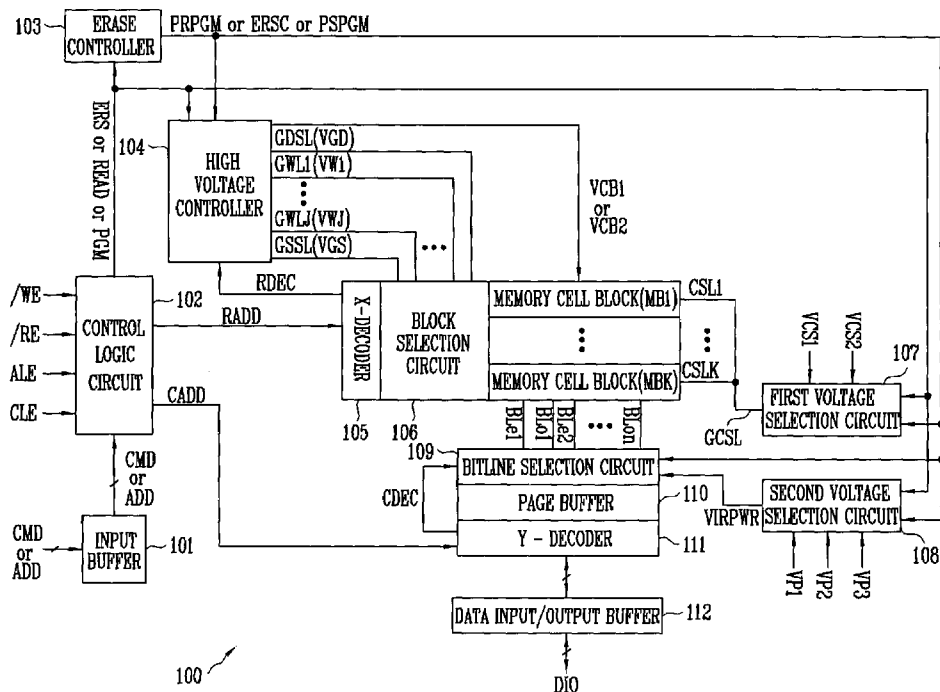 103
ERASE
CONTROLLER
PRPGM or ERSC or PSPGM
ERS or READ or PGM
104
HIGH
VOLTAGE
CONTROLLER
GDSL(VGD)
GWL1(VW1)
GWLJ(VWJ)
GSSL(VGS)
VCB1
or
VCB2
RDEC
/WE
/RE
ALE
CLE
102
CONTROL
LOGIC
CIRCUIT
RADD
CADD
X-DECODER
105
BLOCK
SELECTION
CIRCUIT
106
MEMORY CELL BLOCK(MB1)
MEMORY CELL BLOCK(MBK)
CSL1
CSLK
VCS1
VCS2
107
FIRST VOLTAGE
SELECTION CIRCUIT
GCSL
BLe1
BLo1
BLe2
BLon
109
BITLINE SELECTION CIRCUIT
CDEC
PAGE BUFFER
110
Y - DECODER
111
VIRPWR
SECOND VOLTAGE
SELECTION CIRCUIT
108
VP1
VP2
VP3
CMD
or
ADD
CMD
or
ADD
INPUT
BUFFER
101
DATA INPUT/OUTPUT BUFFER
112
DIO
100